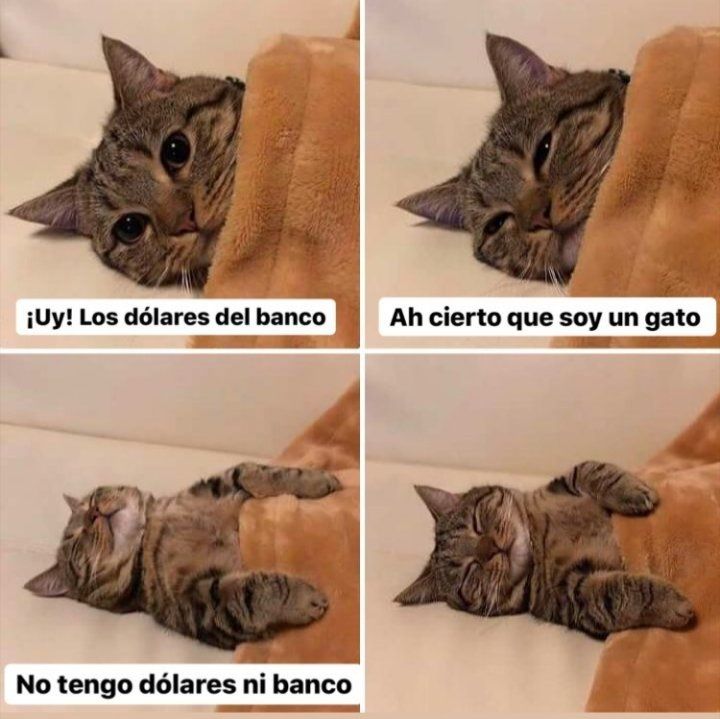 ¡Uy! Los dólares del banco
Ah cierto que soy un gato
No tengo dólares ni banco